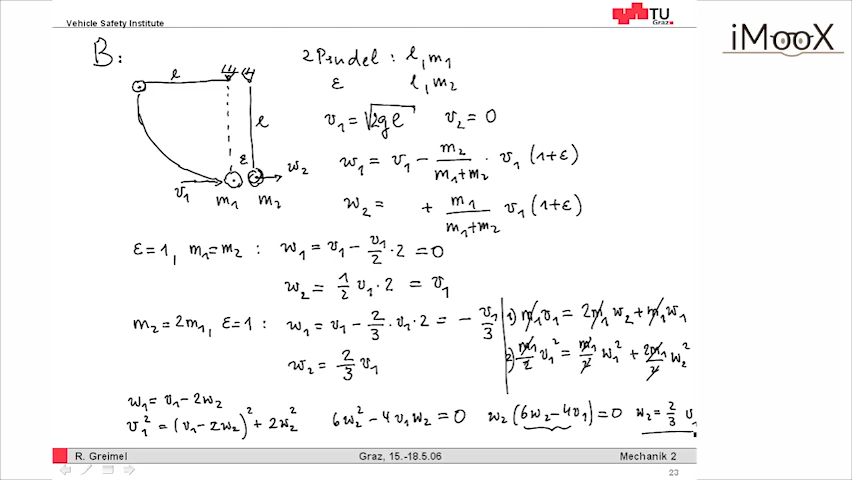 Vehicle Safety Institute
TU
Graz
iMooX
B:
2 Pendel : l, m₁
ε l, m₂
l
v₁ = √2gl v₂ = 0
l
w₁ = v₁ - m₂/(m₁+m₂) · v₁ (1+ε)
ε
w₂
v₁
m₁ m₂
w₂ = + m₁/(m₁+m₂) v₁ (1+ε)
ε=1, m₁=m₂ : w₁ = v₁ - v₁/2 · 2 = 0
w₂ = 1/2 v₁ · 2 = v₁
m₂=2m₁, ε=1 : w₁ = v₁ - 2/3 · v₁ · 2 = - v₁/3
1) m₁v₁ = 2m₁w₂ + m₁w₁
w₂ = 2/3 v₁
2) m₁/2 v₁² = m₁/2 w₁² + 2m₁/2 w₂²
w₁ = v₁ - 2w₂
v₁² = (v₁ - 2w₂)² + 2w₂² 6w₂² - 4v₁w₂ = 0 w₂(6w₂ - 4v₁) = 0 w₂ = 2/3 v₁
R. Greimel Graz, 15.-18.5.06 Mechanik 2
23